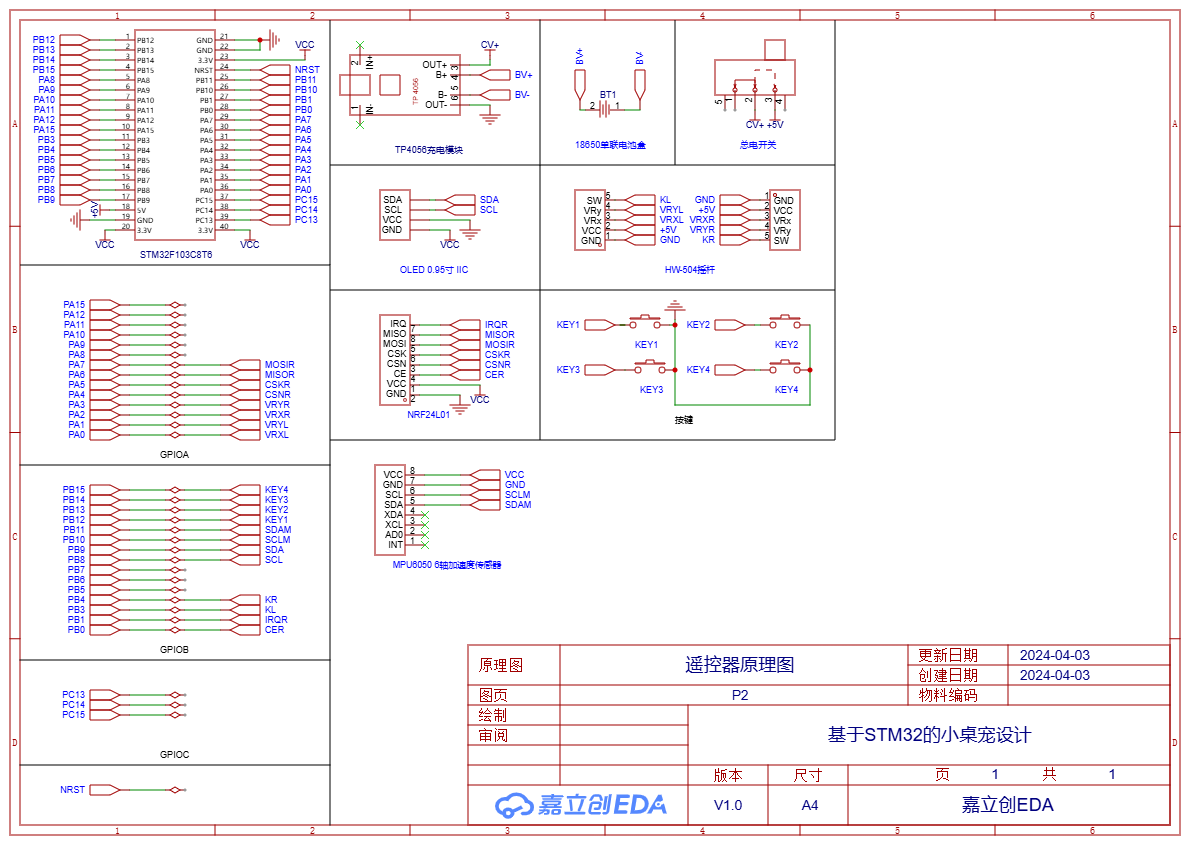 1 2 3 4 5 6
A B C D
PB12 1 PB12
PB13 2 PB13
PB14 3 PB14
PB15 4 PB15
PA8 5 PA8
PA9 6 PA9
PA10 7 PA10
PA11 8 PA11
PA12 9 PA12
PA15 10 PA15
PB3 11 PB3
PB4 12 PB4
PB5 13 PB5
PB6 14 PB6
PB7 15 PB7
PB8 16 PB8
PB9 17 PB9
+5V 18 5V
19 GND
VCC 20 3.3V
GND 21
GND 22
3.3V 23 VCC
NRST 24 NRST
PB11 25 PB11
PB10 26 PB10
PB1 27 PB1
PB0 28 PB0
PA7 29 PA7
PA6 30 PA6
PA5 31 PA5
PA4 32 PA4
PA3 33 PA3
PA2 34 PA2
PA1 35 PA1
PA0 36 PA0
PC15 37 PC15
PC14 38 PC14
PC13 39 PC13
3.3V 40 VCC
STM32F103C8T6
2 IN+
1 IN-
TP 4056
OUT+ 3 CV+
B+ 4 BV+
B- 5 BV-
OUT- 6
TP4056充电模块
BV+ BV-
BT1
2 1
18650单联电池盒
5 1 2 3 4
CV+ +5V
总电开关
SDA SDA
SCL SCL
VCC
GND
VCC
OLED 0.95寸 IIC
SW 5 KL
VRy 4 VRYL
VRx 3 VRXL
VCC 2 +5V
GND 1 GND
GND 1 GND
+5V 2 VCC
VRXR 3 VRx
VRYR 4 VRy
KR 5 SW
HW-504摇杆
PA15
PA12
PA11
PA10
PA9
PA8
PA7 MOSIR
PA6 MISOR
PA5 CSKR
PA4 CSNR
PA3 VRYR
PA2 VRXR
PA1 VRYL
PA0 VRXL
GPIOA
IRQ 7 IRQR
MISO 8 MISOR
MOSI 5 MOSIR
CSK 6 CSKR
CSN 3 CSNR
CE 4 CER
VCC 1
GND 2
VCC
NRF24L01
KEY1 KEY1
KEY2 KEY2
KEY3 KEY3
KEY4 KEY4
按键
PB15 KEY4
PB14 KEY3
PB13 KEY2
PB12 KEY1
PB11 SDAM
PB10 SCLM
PB9 SDA
PB8 SCL
PB7
PB6
PB5
PB4 KR
PB3 KL
PB1 IRQR
PB0 CER
GPIOB
VCC 8 VCC
GND 7 GND
SCL 6 SCLM
SDA 5 SDAM
XDA 4
XCL 3
AD0 2
INT 1
MPU6050 6轴加速度传感器
PC13
PC14
PC15
GPIOC
NRST
原理图 遥控器原理图 更新日期 2024-04-03
创建日期 2024-04-03
图页 P2 物料编码
绘制
审阅 基于STM32的小桌宠设计
版本 尺寸 页 1 共 1
嘉立创EDA V1.0 A4 嘉立创EDA
A B C D
1 2 3 4 5 6